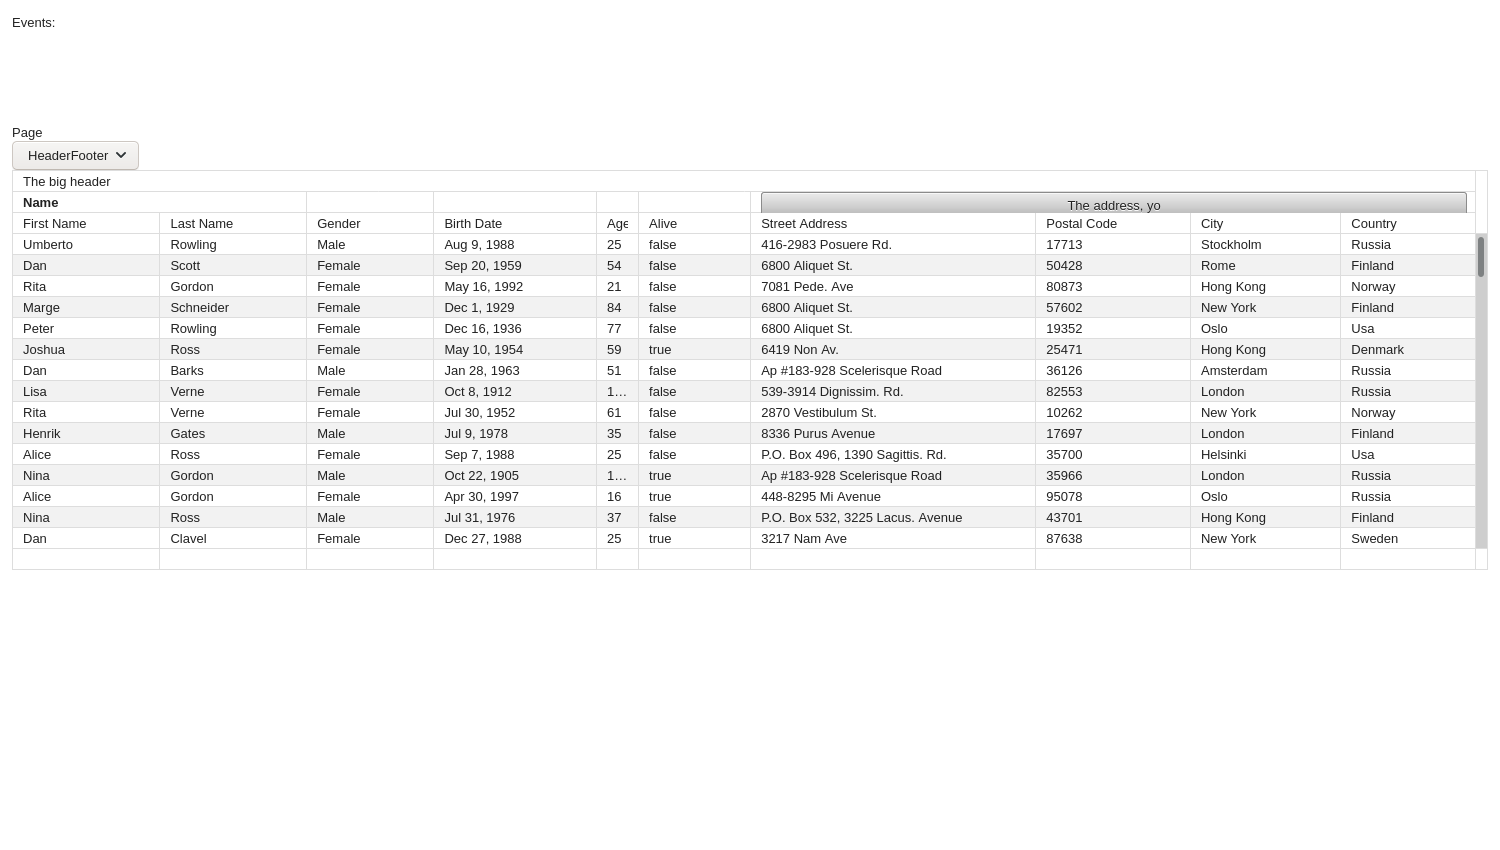 Events:
Page
HeaderFooter
The big header
Name The address, yo
First Name Last Name Gender Birth Date Age Alive Street Address Postal Code City Country
Umberto Rowling Male Aug 9, 1988 25 false 416-2983 Posuere Rd. 17713 Stockholm Russia
Dan Scott Female Sep 20, 1959 54 false 6800 Aliquet St. 50428 Rome Finland
Rita Gordon Female May 16, 1992 21 false 7081 Pede. Ave 80873 Hong Kong Norway
Marge Schneider Female Dec 1, 1929 84 false 6800 Aliquet St. 57602 New York Finland
Peter Rowling Female Dec 16, 1936 77 false 6800 Aliquet St. 19352 Oslo Usa
Joshua Ross Female May 10, 1954 59 true 6419 Non Av. 25471 Hong Kong Denmark
Dan Barks Male Jan 28, 1963 51 false Ap #183-928 Scelerisque Road 36126 Amsterdam Russia
Lisa Verne Female Oct 8, 1912 1… false 539-3914 Dignissim. Rd. 82553 London Russia
Rita Verne Female Jul 30, 1952 61 false 2870 Vestibulum St. 10262 New York Norway
Henrik Gates Male Jul 9, 1978 35 false 8336 Purus Avenue 17697 London Finland
Alice Ross Female Sep 7, 1988 25 false P.O. Box 496, 1390 Sagittis. Rd. 35700 Helsinki Usa
Nina Gordon Male Oct 22, 1905 1… true Ap #183-928 Scelerisque Road 35966 London Russia
Alice Gordon Female Apr 30, 1997 16 true 448-8295 Mi Avenue 95078 Oslo Russia
Nina Ross Male Jul 31, 1976 37 false P.O. Box 532, 3225 Lacus. Avenue 43701 Hong Kong Finland
Dan Clavel Female Dec 27, 1988 25 true 3217 Nam Ave 87638 New York Sweden